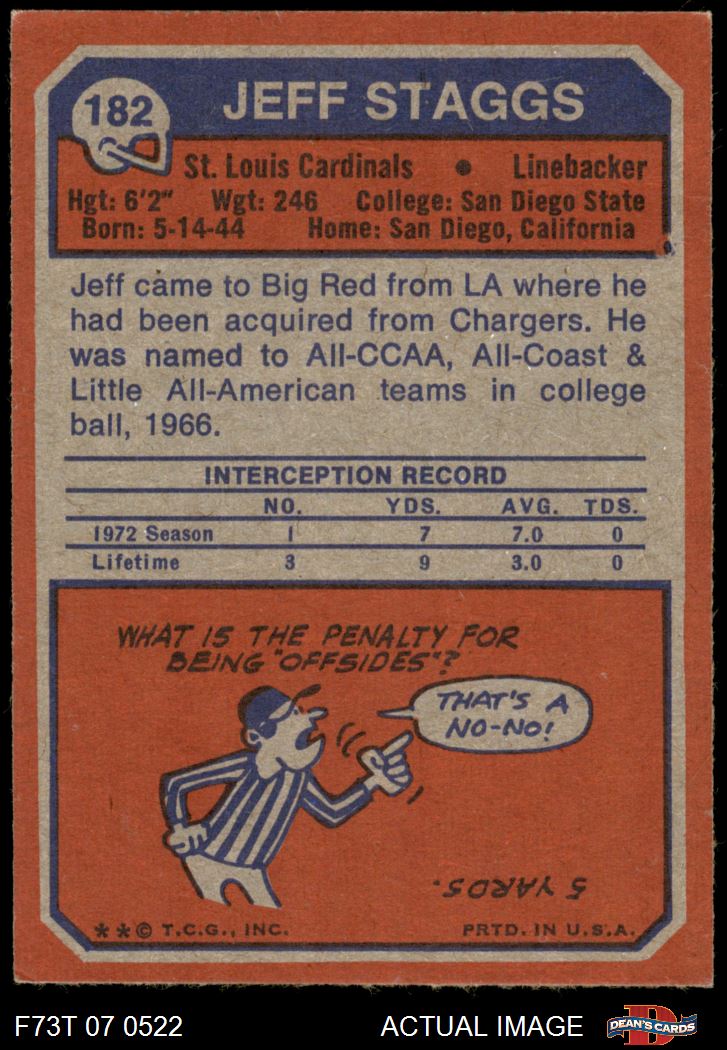 182
JEFF STAGGS
St. Louis Cardinals • Linebacker
Hgt: 6'2" Wgt: 246 College: San Diego State
Born: 5-14-44 Home: San Diego, California
Jeff came to Big Red from LA where he
had been acquired from Chargers. He
was named to All-CCAA, All-Coast &
Little All-American teams in college
ball, 1966.
INTERCEPTION RECORD
NO. YDS. AVG. TDS.
1972 Season 1 7 7.0 0
Lifetime 3 9 3.0 0
WHAT IS THE PENALTY FOR
BEING "OFFSIDES"?
THAT'S A
NO-NO!
5 YARDS.
**© T.C.G., INC. PRTD. IN U.S.A.
F73T 07 0522 ACTUAL IMAGE
D
DEAN'S CARDS